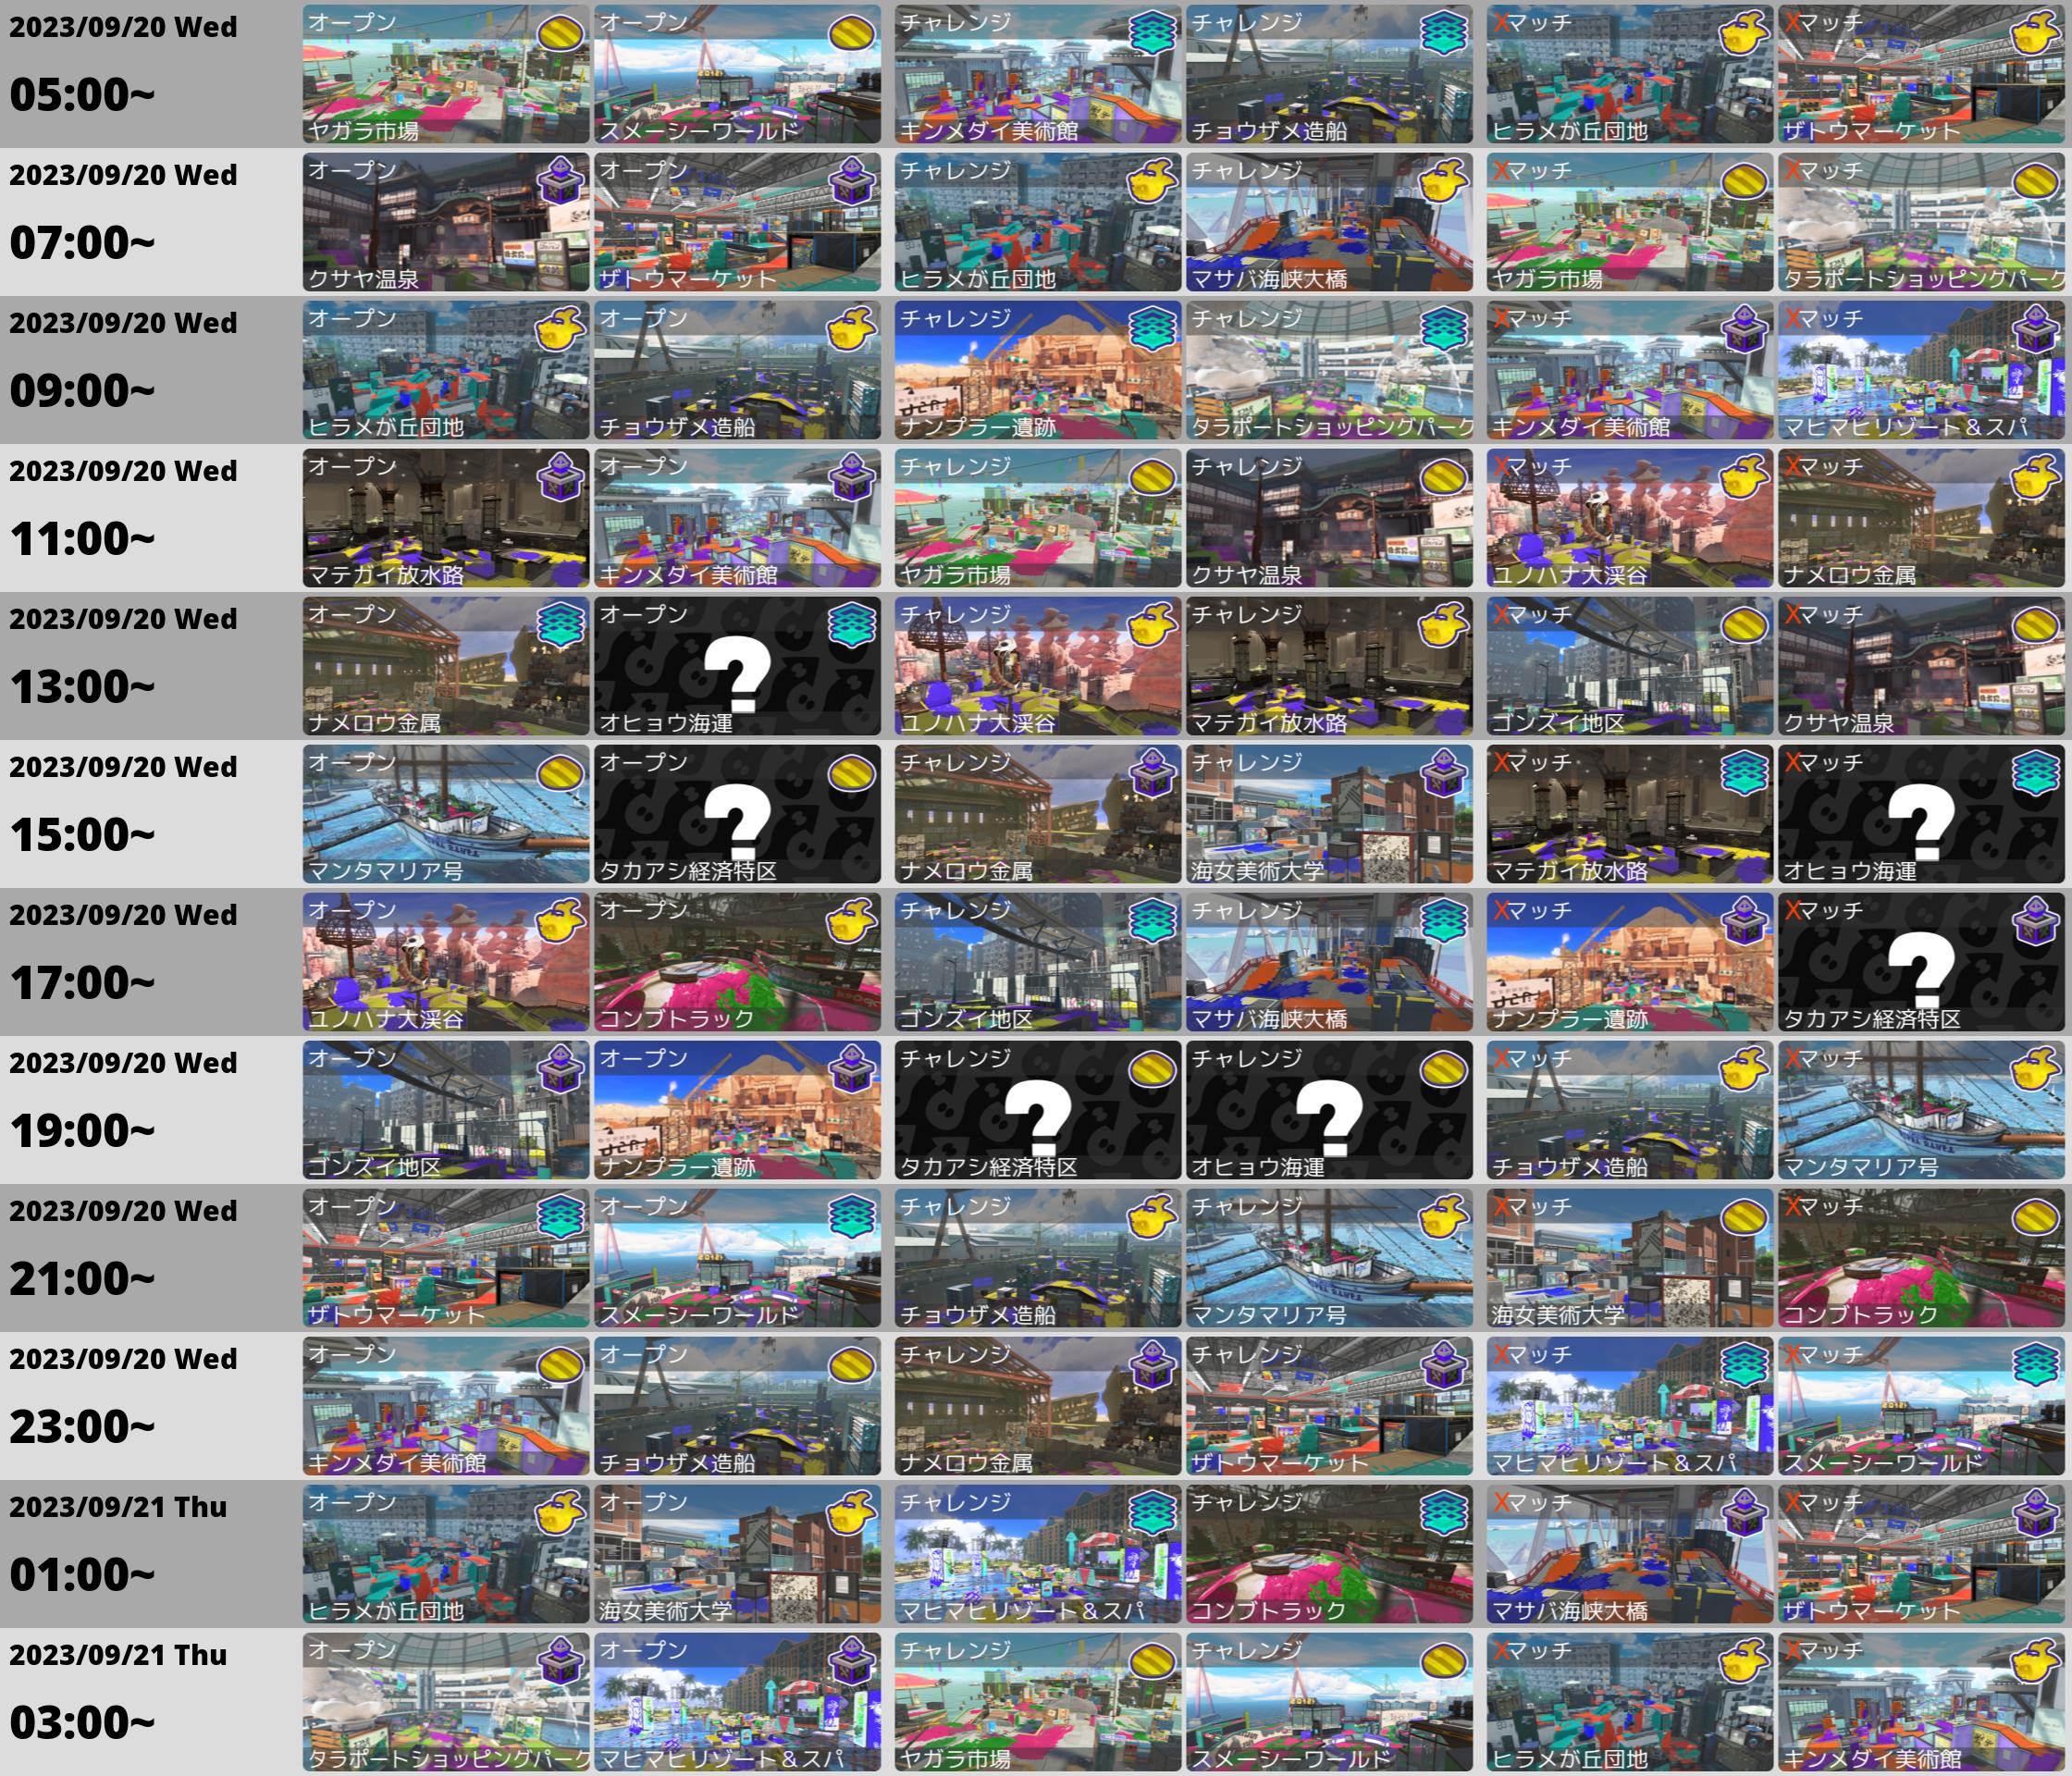 2023/09/20 Wed
05:00~
オープン
ヤガラ市場
オープン
スメーシーワールド
チャレンジ
キンメダイ美術館
チャレンジ
チョウザメ造船
Xマッチ
ヒラメが丘団地
Xマッチ
ザトウマーケット
2023/09/20 Wed
07:00~
オープン
クサヤ温泉
オープン
ザトウマーケット
チャレンジ
ヒラメが丘団地
チャレンジ
マサバ海峡大橋
Xマッチ
ヤガラ市場
Xマッチ
タラポートショッピングパーク
2023/09/20 Wed
09:00~
オープン
ヒラメが丘団地
オープン
チョウザメ造船
チャレンジ
ナンプラー遺跡
チャレンジ
タラポートショッピングパーク
Xマッチ
キンメダイ美術館
Xマッチ
マヒマヒリゾート&スパ
2023/09/20 Wed
11:00~
オープン
マテガイ放水路
オープン
キンメダイ美術館
チャレンジ
ヤガラ市場
チャレンジ
クサヤ温泉
Xマッチ
ユノハナ大渓谷
Xマッチ
ナメロウ金属
2023/09/20 Wed
13:00~
オープン
ナメロウ金属
オープン
?
オヒョウ海運
チャレンジ
ユノハナ大渓谷
チャレンジ
マテガイ放水路
Xマッチ
ゴンズイ地区
Xマッチ
クサヤ温泉
2023/09/20 Wed
15:00~
オープン
マンタマリア号
オープン
?
タカアシ経済特区
チャレンジ
ナメロウ金属
チャレンジ
海女美術大学
Xマッチ
マテガイ放水路
Xマッチ
?
オヒョウ海運
2023/09/20 Wed
17:00~
オープン
ユノハナ大渓谷
オープン
コンブトラック
チャレンジ
ゴンズイ地区
チャレンジ
マサバ海峡大橋
Xマッチ
ナンプラー遺跡
Xマッチ
?
タカアシ経済特区
2023/09/20 Wed
19:00~
オープン
ゴンズイ地区
オープン
ナンプラー遺跡
チャレンジ
?
タカアシ経済特区
チャレンジ
?
オヒョウ海運
Xマッチ
チョウザメ造船
Xマッチ
マンタマリア号
2023/09/20 Wed
21:00~
オープン
ザトウマーケット
オープン
スメーシーワールド
チャレンジ
チョウザメ造船
チャレンジ
マンタマリア号
Xマッチ
海女美術大学
Xマッチ
コンブトラック
2023/09/20 Wed
23:00~
オープン
キンメダイ美術館
オープン
チョウザメ造船
チャレンジ
ナメロウ金属
チャレンジ
ザトウマーケット
Xマッチ
マヒマヒリゾート&スパ
Xマッチ
スメーシーワールド
2023/09/21 Thu
01:00~
オープン
ヒラメが丘団地
オープン
海女美術大学
チャレンジ
マヒマヒリゾート&スパ
チャレンジ
コンブトラック
Xマッチ
マサバ海峡大橋
Xマッチ
ザトウマーケット
2023/09/21 Thu
03:00~
オープン
タラポートショッピングパーク
オープン
マヒマヒリゾート&スパ
チャレンジ
ヤガラ市場
チャレンジ
スメーシーワールド
Xマッチ
ヒラメが丘団地
Xマッチ
キンメダイ美術館